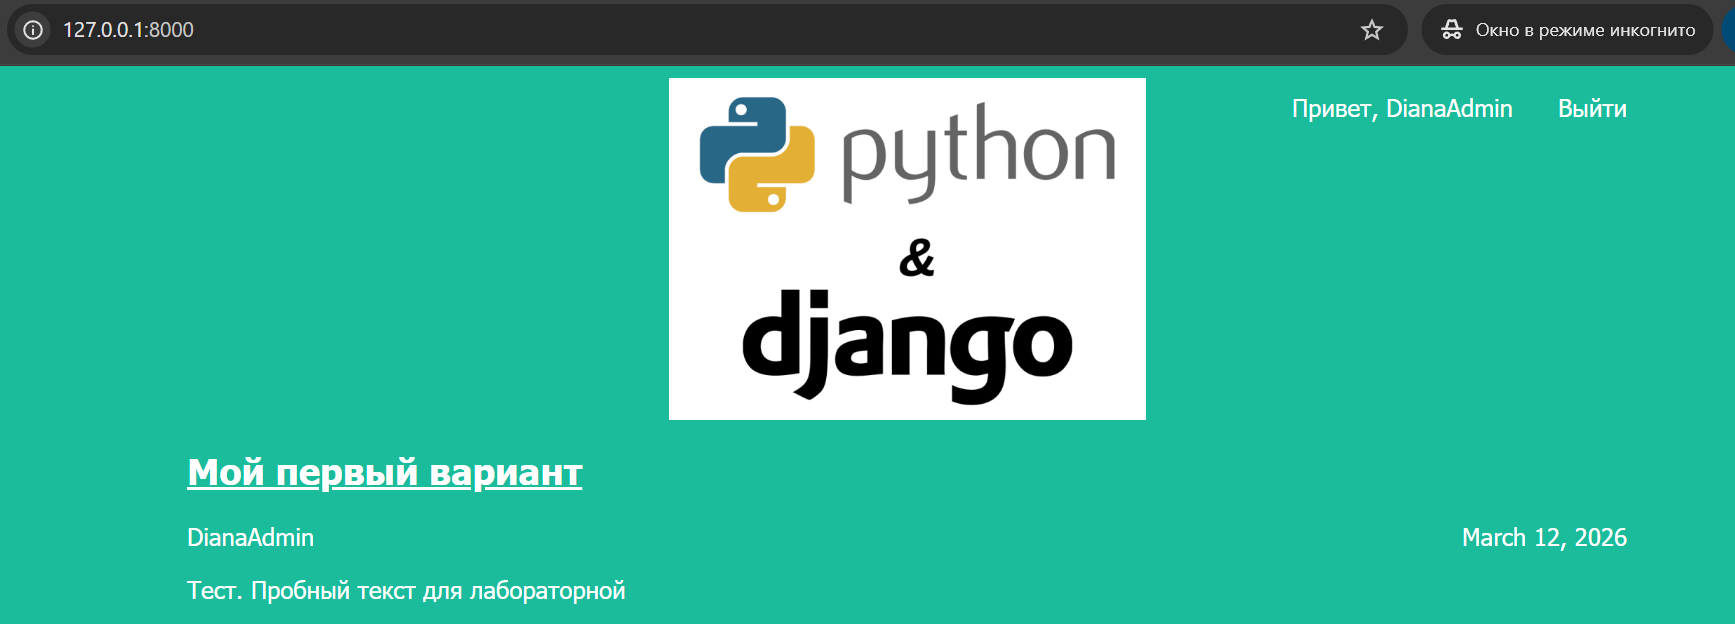 127.0.0.1:8000
Окно в режиме инкогнито
Привет, DianaAdmin Выйти
python
&
django
Мой первый вариант
DianaAdmin March 12, 2026
Тест. Пробный текст для лабораторной